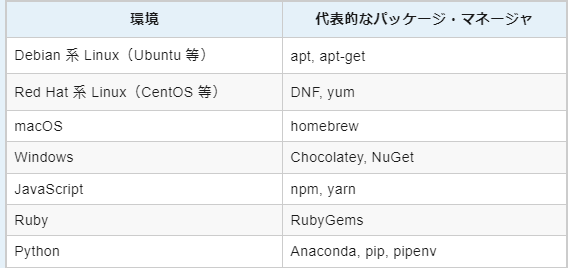 環境 代表的なパッケージ・マネージャ
Debian 系 Linux（Ubuntu 等） apt, apt-get
Red Hat 系 Linux（CentOS 等） DNF, yum
macOS homebrew
Windows Chocolatey, NuGet
JavaScript npm, yarn
Ruby RubyGems
Python Anaconda, pip, pipenv